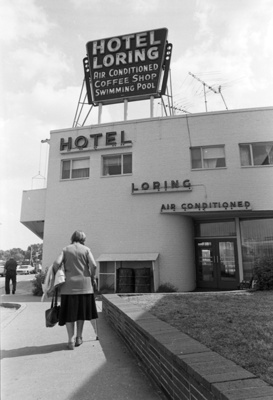 HOTEL
LORING
AIR CONDITIONED
COFFEE SHOP
SWIMMING POOL
HOTEL
LORING
AIR CONDITIONED